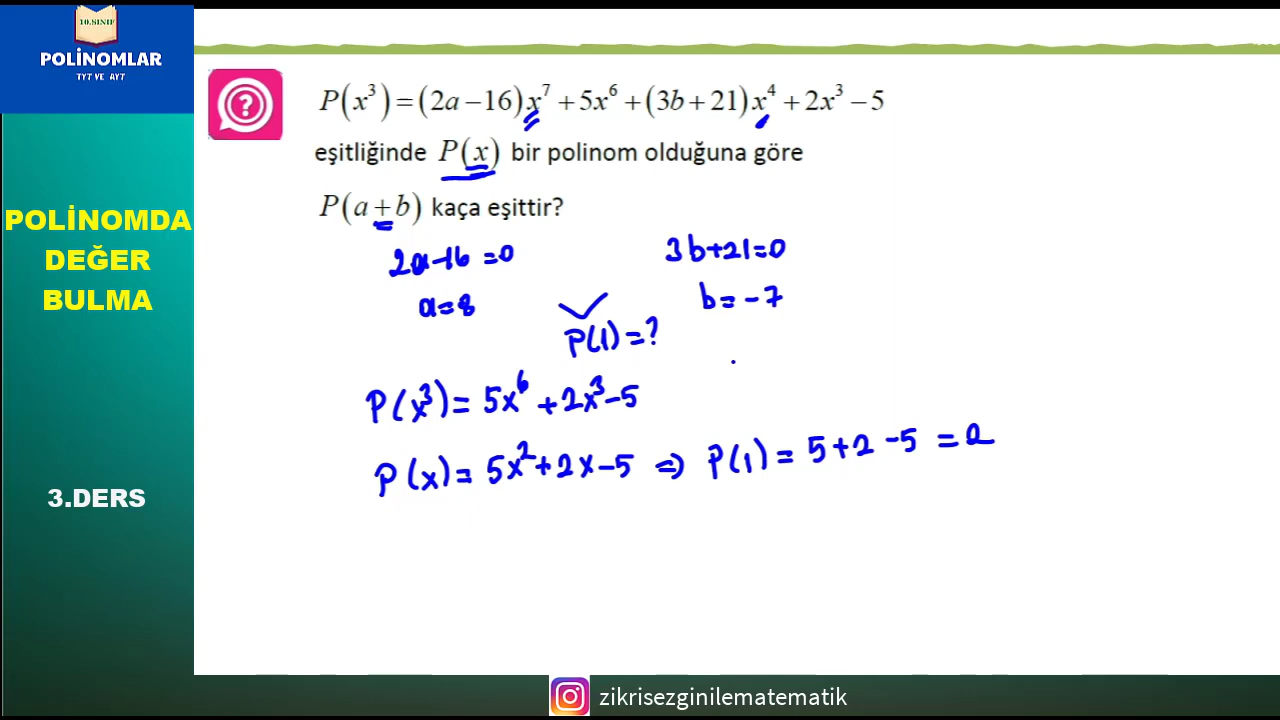 10.SINIF
POLİNOMLAR
TYT VE AYT
POLİNOMDA
DEĞER
BULMA
3.DERS
P(x³) = (2a − 16)x⁷ + 5x⁶ + (3b + 21)x⁴ + 2x³ − 5
eşitliğinde P(x) bir polinom olduğuna göre
P(a + b) kaça eşittir?
2a−16 = 0
3b+21=0
a=8
b=−7
P(1) = ?
P(x³) = 5x⁶ + 2x³ − 5
P(x) = 5x² + 2x − 5 ⇒ P(1) = 5 + 2 − 5 = 2
zikrisezginilematematik